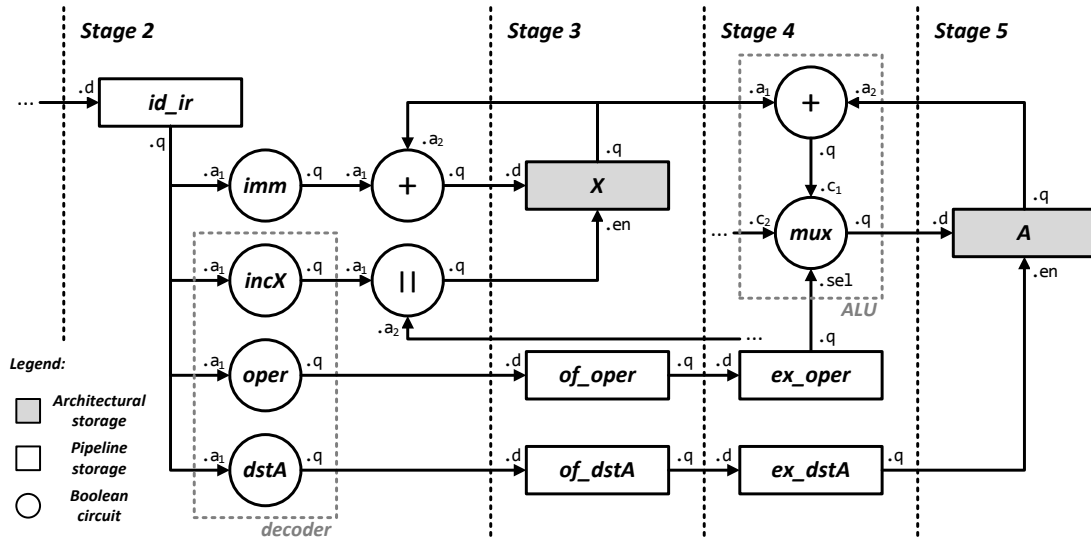 Stage 2
Stage 3
Stage 4
Stage 5
... .d id_ir
.q
.a₁ + .a₂
.q
.c₁
.a₂
.a₁ imm .q .a₁ + .q .d X .q
.en
... .c₂ mux .q .d A .q
.en
.sel
ALU
.a₁ incX .q .a₁ || .q
.a₂ ...
.q
.a₁ oper .q .d of_oper .q .d ex_oper
.a₁ dstA .q .d of_dstA .q .d ex_dstA .q
decoder
Legend:
Architectural
storage
Pipeline
storage
Boolean
circuit